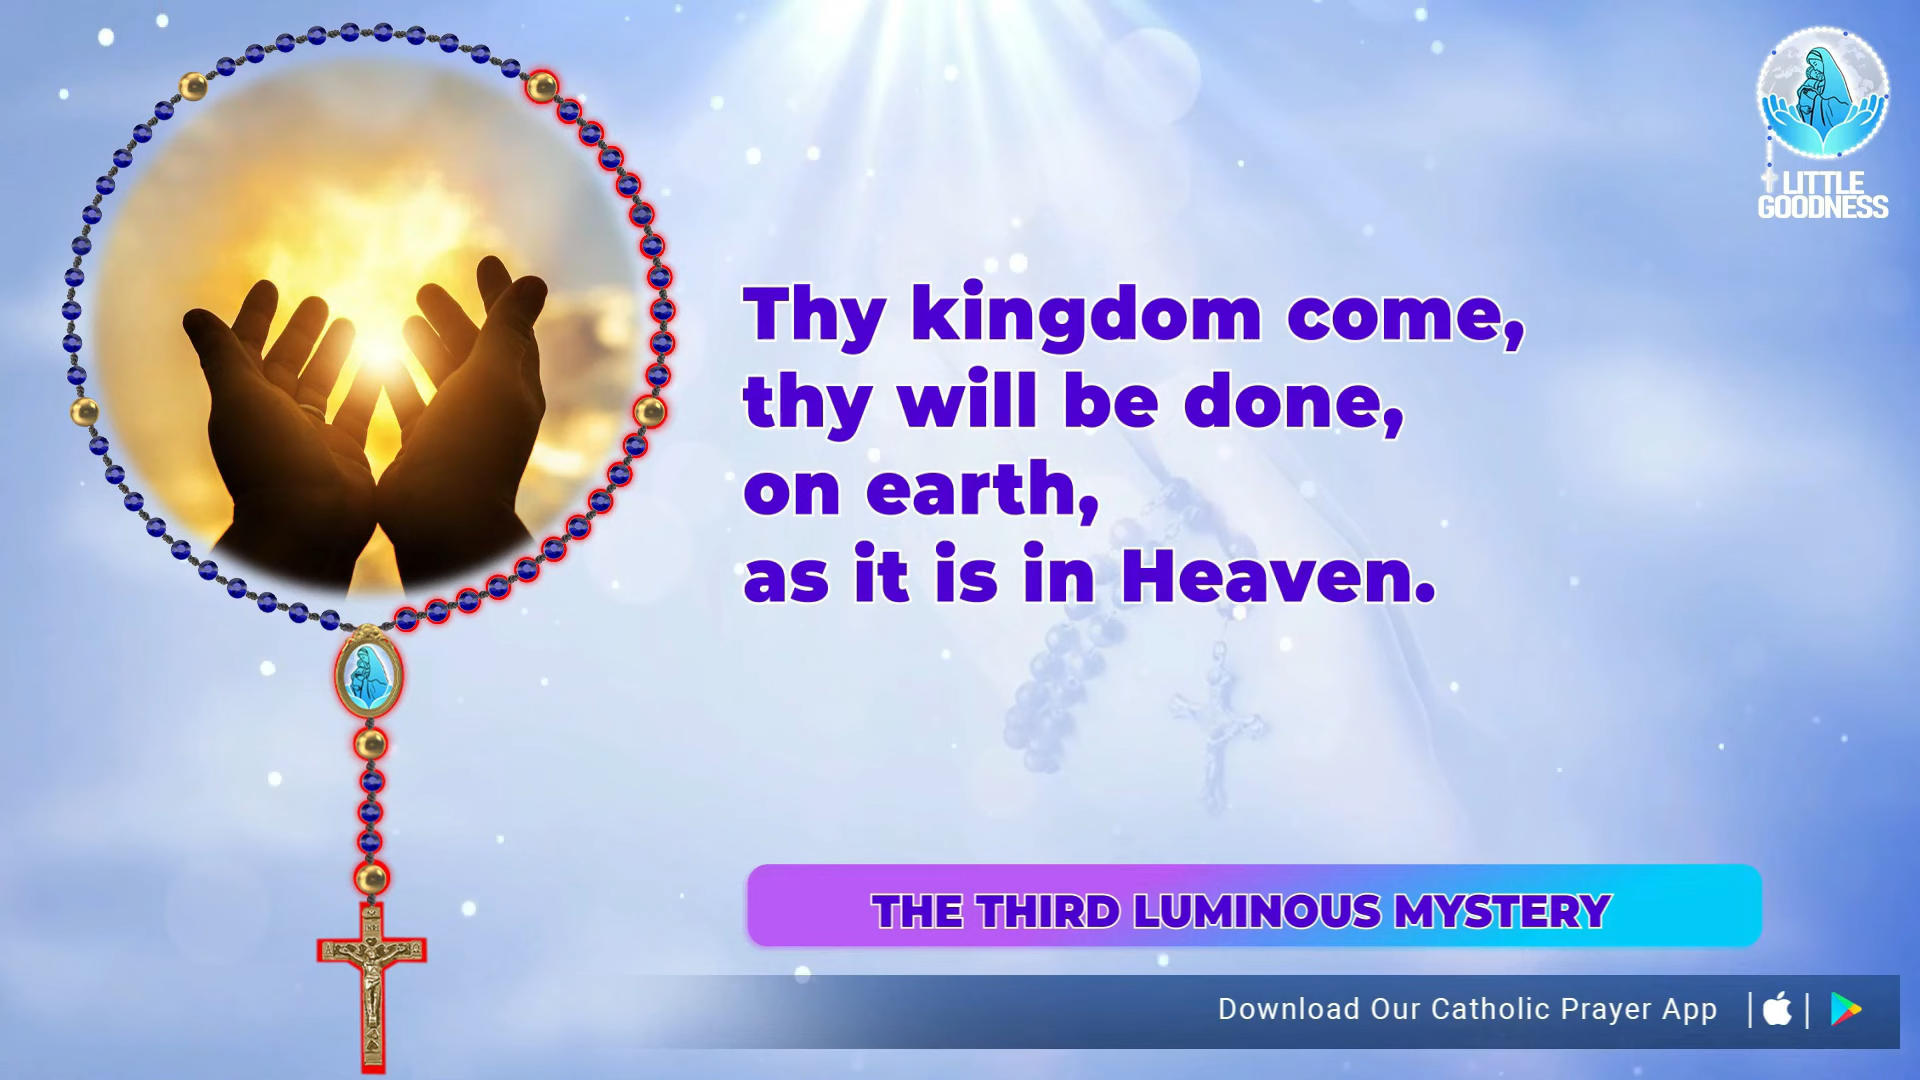 LITTLE
GOODNESS
Thy kingdom come,
thy will be done,
on earth,
as it is in Heaven.
THE THIRD LUMINOUS MYSTERY
Download Our Catholic Prayer App
INRI